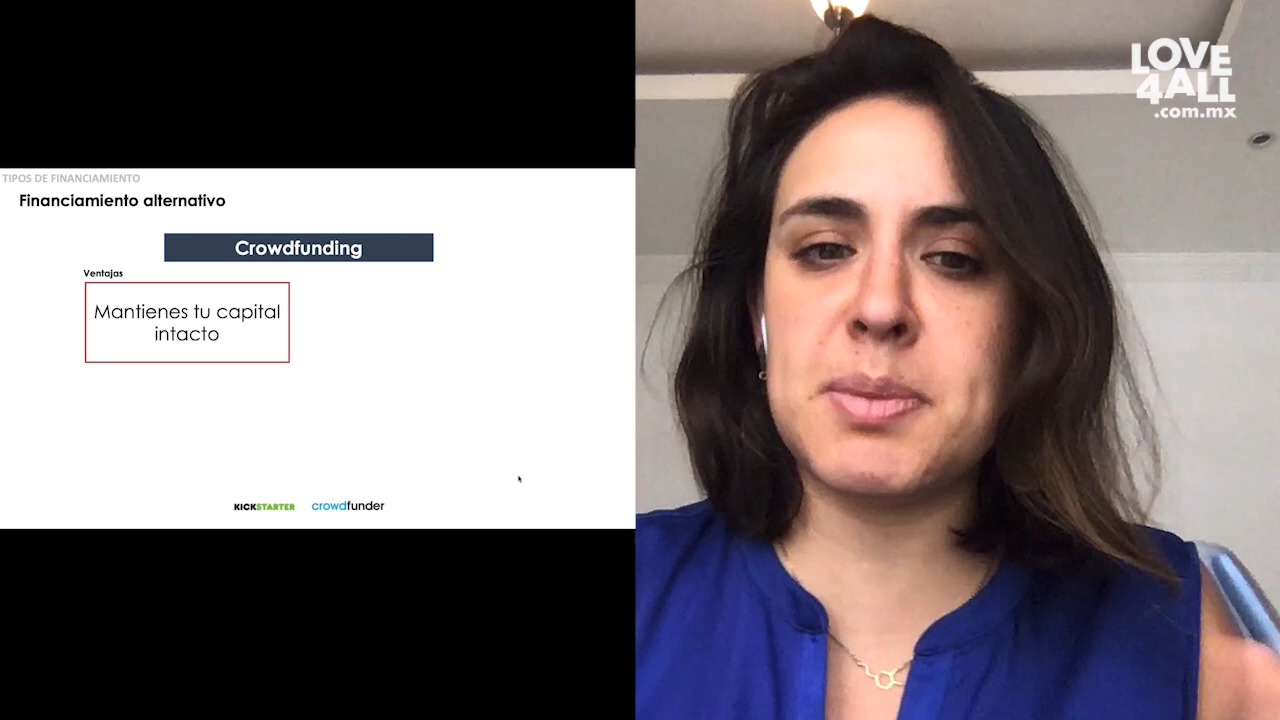 TIPOS DE FINANCIAMIENTO
Financiamiento alternativo
Crowdfunding
Ventajas
Mantienes tu capital
intacto
KICKSTARTER
crowdfunder
LOVE
4ALL
.com.mx